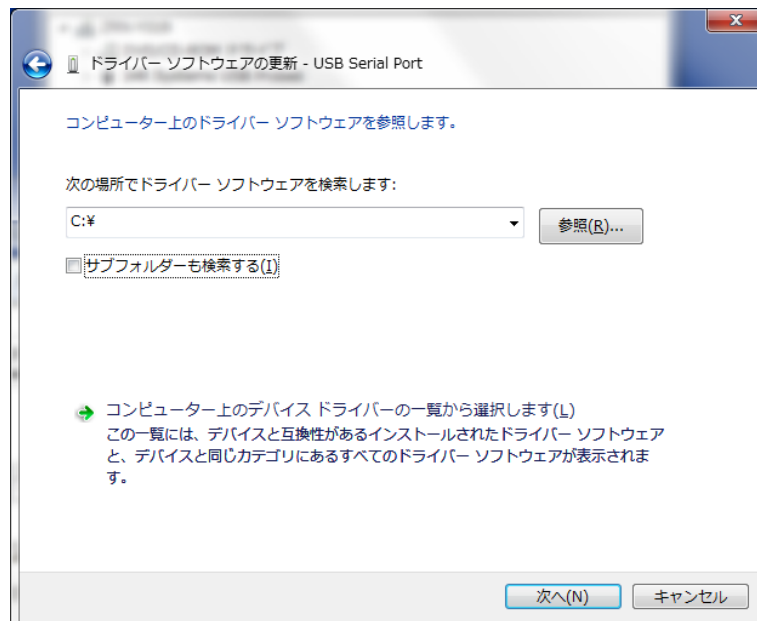 ドライバー ソフトウェアの更新 - USB Serial Port
コンピューター上のドライバー ソフトウェアを参照します。
次の場所でドライバー ソフトウェアを検索します:
C:¥
参照(R)...
サブフォルダーも検索する(I)
コンピューター上のデバイス ドライバーの一覧から選択します(L)
この一覧には、デバイスと互換性があるインストールされたドライバー ソフトウェア
と、デバイスと同じカテゴリにあるすべてのドライバー ソフトウェアが表示されま
す。
次へ(N)
キャンセル